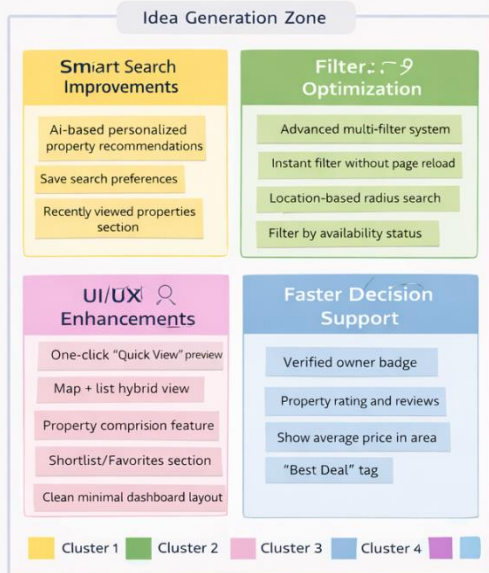 Idea Generation Zone
Smart Search
Improvements
Ai-based personalized
property recommendations
Save search preferences
Recently viewed properties
section
Filter
Optimization
Advanced multi-filter system
Instant filter without page reload
Location-based radius search
Filter by availability status
UI/UX
Enhancements
One-click "Quick View" preview
Map + list hybrid view
Property comprision feature
Shortlist/Favorites section
Clean minimal dashboard layout
Faster Decision
Support
Verified owner badge
Property rating and reviews
Show average price in area
"Best Deal" tag
Cluster 1
Cluster 2
Cluster 3
Cluster 4